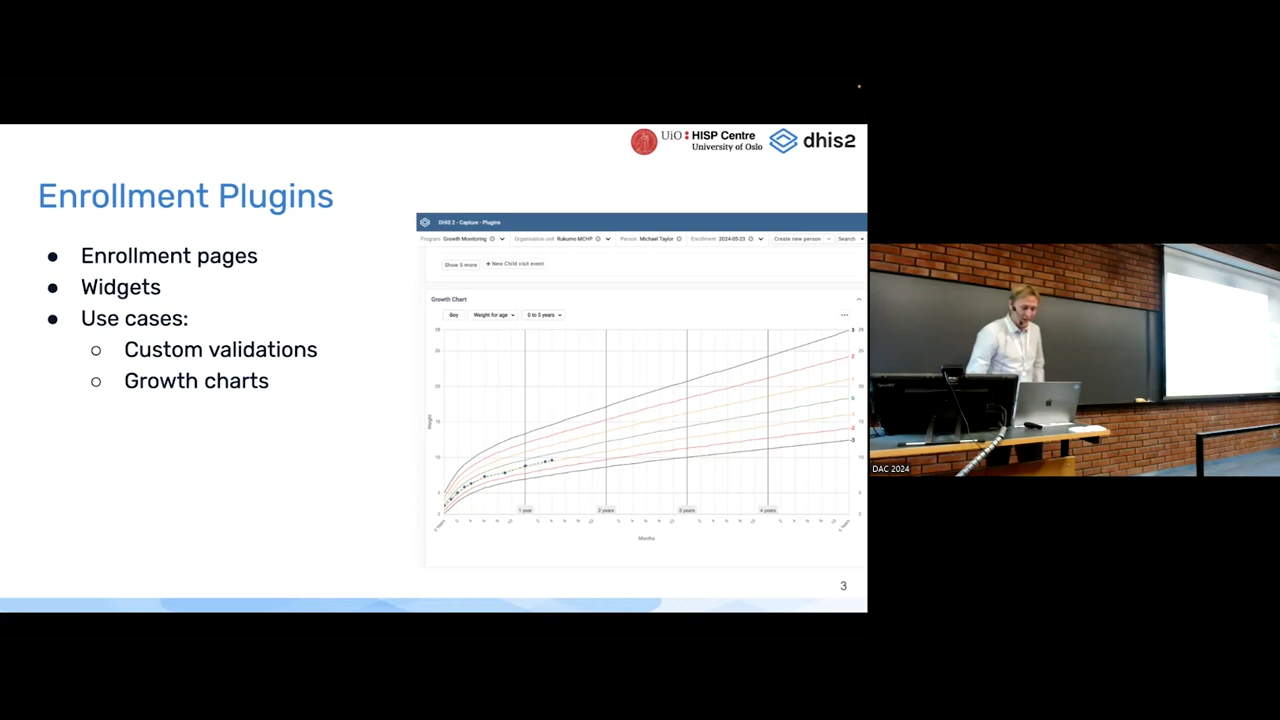 UiO HISP Centre
University of Oslo
dhis2
Enrollment Plugins
Enrollment pages
Widgets
Use cases:
Custom validations
Growth charts
DHIS 2 - Capture - Plugins
Program Growth Monitoring Organisation unit Rukumo MCHP Person Michael Taylor Enrollment 2024-05-23 Create new person Search
Show 5 more + New Child visit event
Growth Chart
Boy Weight for age 0 to 5 years
Weight
1 year 2 years 3 years 4 years
Months
3
DAC 2024